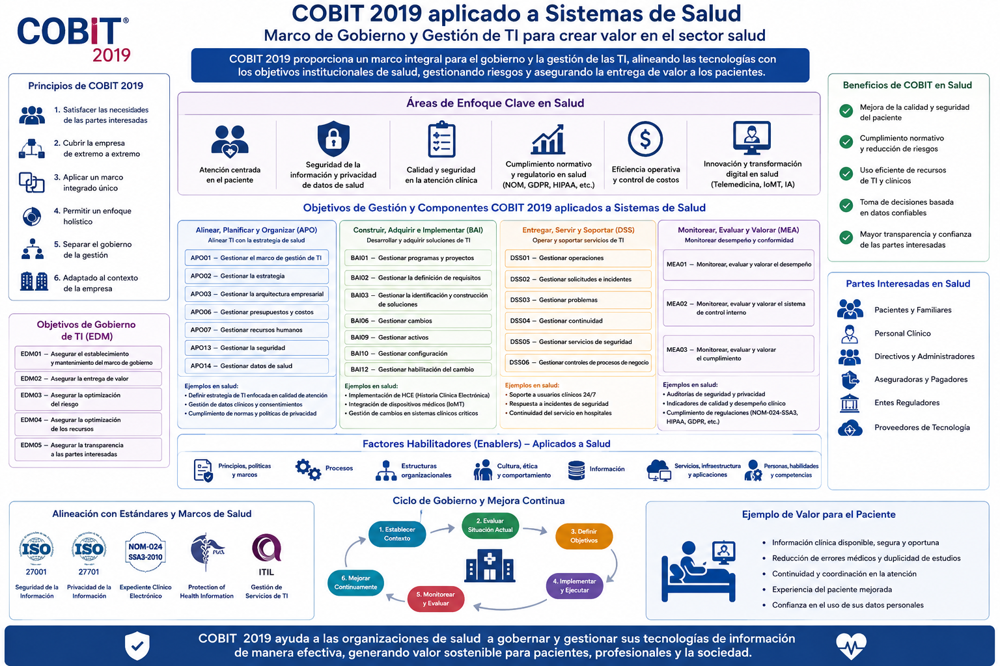 COBIT®
2019
COBIT 2019 aplicado a Sistemas de Salud
Marco de Gobierno y Gestión de TI para crear valor en el sector salud
COBIT 2019 proporciona un marco integral para el gobierno y la gestión de las TI, alineando las tecnologías con
los objetivos institucionales de salud, gestionando riesgos y asegurando la entrega de valor a los pacientes.
Principios de COBIT 2019
1. Satisfacer las necesidades
de las partes interesadas
2. Cubrir la empresa
de extremo a extremo
3. Aplicar un marco
integrado único
4. Permitir un enfoque
holístico
5. Separar el gobierno
de la gestión
6. Adaptado al contexto
de la empresa
Objetivos de Gobierno
de TI (EDM)
EDM01 – Asegurar el establecimiento
y mantenimiento del marco de gobierno
EDM02 – Asegurar la entrega de valor
EDM03 – Asegurar la optimización
del riesgo
EDM04 – Asegurar la optimización
de los recursos
EDM05 – Asegurar la transparencia
a las partes interesadas
Áreas de Enfoque Clave en Salud
Atención centrada
en el paciente
Seguridad de la
información y privacidad
de datos de salud
Calidad y seguridad
en la atención clínica
Cumplimiento normativo
y regulatorio en salud
(NOM, GDPR, HIPAA, etc.)
$
Eficiencia operativa
y control de costos
Innovación y transformación
digital en salud
(Telemedicina, IoMT, IA)
Objetivos de Gestión y Componentes COBIT 2019 aplicados a Sistemas de Salud
Alinear, Planificar y Organizar (APO)
Alinear TI con la estrategia de salud
APO01 – Gestionar el marco de gestión de TI
APO02 – Gestionar la estrategia
APO03 – Gestionar la arquitectura empresarial
APO06 – Gestionar presupuestos y costos
APO07 – Gestionar recursos humanos
APO13 – Gestionar la seguridad
APO14 – Gestionar datos de salud
Ejemplos en salud:
• Definir estrategia de TI enfocada en calidad de atención
• Gestión de datos clínicos y consentimientos
• Cumplimiento de normas y políticas de privacidad
Construir, Adquirir e Implementar (BAI)
Desarrollar y adquirir soluciones de TI
BAI01 – Gestionar programas y proyectos
BAI02 – Gestionar la definición de requisitos
BAI03 – Gestionar la identificación y construcción
de soluciones
BAI06 – Gestionar cambios
BAI09 – Gestionar activos
BAI10 – Gestionar configuración
BAI12 – Gestionar habilitación del cambio
Ejemplos en salud:
• Implementación de HCE (Historia Clínica Electrónica)
• Integración de dispositivos médicos (IoMT)
• Gestión de cambios en sistemas clínicos críticos
Entregar, Servir y Soportar (DSS)
Operar y soportar servicios de TI
DSS01 – Gestionar operaciones
DSS02 – Gestionar solicitudes e incidentes
DSS03 – Gestionar problemas
DSS04 – Gestionar continuidad
DSS05 – Gestionar servicios de seguridad
DSS06 – Gestionar controles de procesos de negocio
Ejemplos en salud:
• Soporte a usuarios clínicos 24/7
• Respuesta a incidentes de seguridad
• Continuidad del servicio en hospitales
Monitorear, Evaluar y Valorar (MEA)
Monitorear desempeño y conformidad
MEA01 – Monitorear, evaluar y valorar el desempeño
MEA02 – Monitorear, evaluar y valorar el sistema
de control interno
MEA03 – Monitorear, evaluar y valorar
el cumplimiento
Ejemplos en salud:
• Auditorías de seguridad y privacidad
• Indicadores de calidad y desempeño clínico
• Cumplimiento de regulaciones (NOM-024-SSA3,
HIPAA, GDPR, etc.)
Factores Habilitadores (Enablers) – Aplicados a Salud
Principios, políticas
y marcos
Procesos
Estructuras
organizacionales
Cultura, ética
y comportamiento
Información
Servicios, infraestructura
y aplicaciones
Personas, habilidades
y competencias
Beneficios de COBIT en Salud
Mejora de la calidad y seguridad
del paciente
Cumplimiento normativo
y reducción de riesgos
Uso eficiente de recursos
de TI y clínicos
Toma de decisiones basada
en datos confiables
Mayor transparencia y confianza
de las partes interesadas
Partes Interesadas en Salud
Pacientes y Familiares
Personal Clínico
Directivos y Administradores
Aseguradoras y Pagadores
Entes Reguladores
Proveedores de Tecnología
Alineación con Estándares y Marcos de Salud
ISO
27001
Seguridad de la
Información
ISO
27701
Privacidad de la
Información
NOM-024
SSA3-2010
Expediente Clínico
Electrónico
Protection of
Health Information
ITIL
Gestión de
Servicios de TI
Ciclo de Gobierno y Mejora Continua
1. Establecer
Contexto
2. Evaluar
Situación Actual
3. Definir
Objetivos
4. Implementar
y Ejecutar
5. Monitorear
y Evaluar
6. Mejorar
Continuamente
Ejemplo de Valor para el Paciente
• Información clínica disponible, segura y oportuna
• Reducción de errores médicos y duplicidad de estudios
• Continuidad y coordinación en la atención
• Experiencia del paciente mejorada
• Confianza en el uso de sus datos personales
COBIT 2019 ayuda a las organizaciones de salud a gobernar y gestionar sus tecnologías de información
de manera efectiva, generando valor sostenible para pacientes, profesionales y la sociedad.